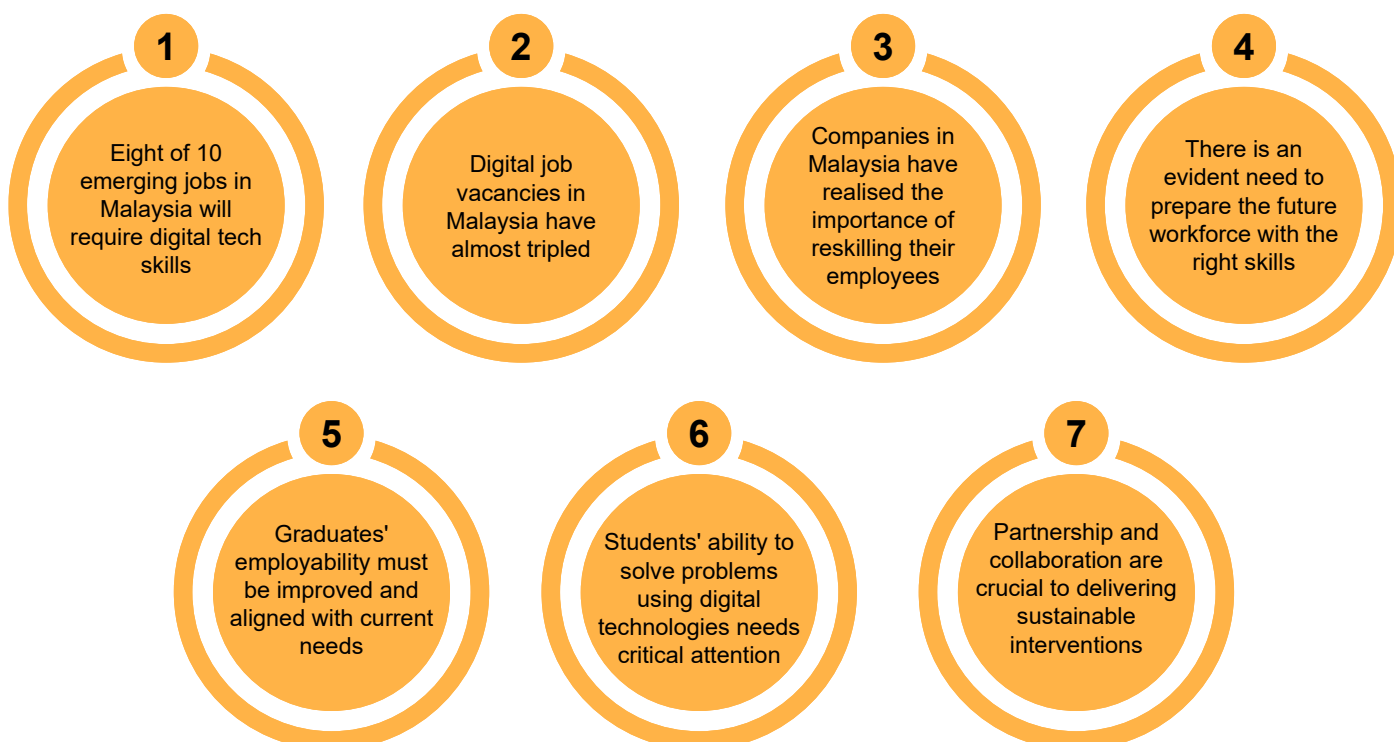 1
Eight of 10
emerging jobs in
Malaysia will
require digital tech
skills
2
Digital job
vacancies in
Malaysia have
almost tripled
3
Companies in
Malaysia have
realised the
importance of
reskilling their
employees
4
There is an
evident need to
prepare the future
workforce with the
right skills
5
Graduates'
employability must
be improved and
aligned with current
needs
6
Students' ability to
solve problems
using digital
technologies needs
critical attention
7
Partnership and
collaboration are
crucial to delivering
sustainable
interventions